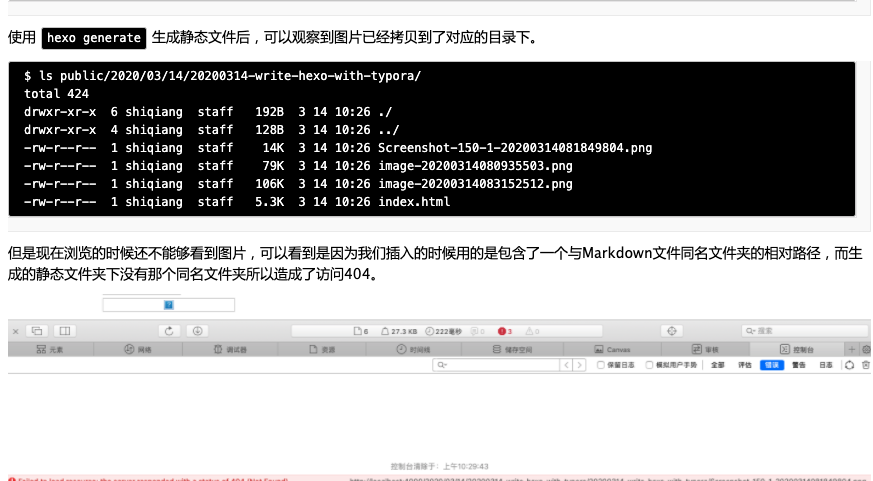 使用 hexo generate 生成静态文件后，可以观察到图片已经拷贝到了对应的目录下。
$ ls public/2020/03/14/20200314-write-hexo-with-typora/
total 424
drwxr-xr-x 6 shiqiang staff 192B 3 14 10:26 ./
drwxr-xr-x 4 shiqiang staff 128B 3 14 10:26 ../
-rw-r--r-- 1 shiqiang staff 14K 3 14 10:26 Screenshot-150-1-20200314081849804.png
-rw-r--r-- 1 shiqiang staff 79K 3 14 10:26 image-20200314080935503.png
-rw-r--r-- 1 shiqiang staff 106K 3 14 10:26 image-20200314083152512.png
-rw-r--r-- 1 shiqiang staff 5.3K 3 14 10:26 index.html
但是现在浏览的时候还不能够看到图片，可以看到是因为我们插入的时候用的是包含了一个与Markdown文件同名文件夹的相对路径，而生
成的静态文件夹下没有那个同名文件夹所以造成了访问404。
6 27.3 KB 222毫秒 0 3 0 搜索
元素 网络 调试器 资源 时间线 储存空间 Canvas 审核 控制台
保留日志 模拟用户手势 全部 评估 错误 警告 日志
控制台清除于：上午10:29:43
Failed to load resource: the server responded with a status of 404 (Not Found)